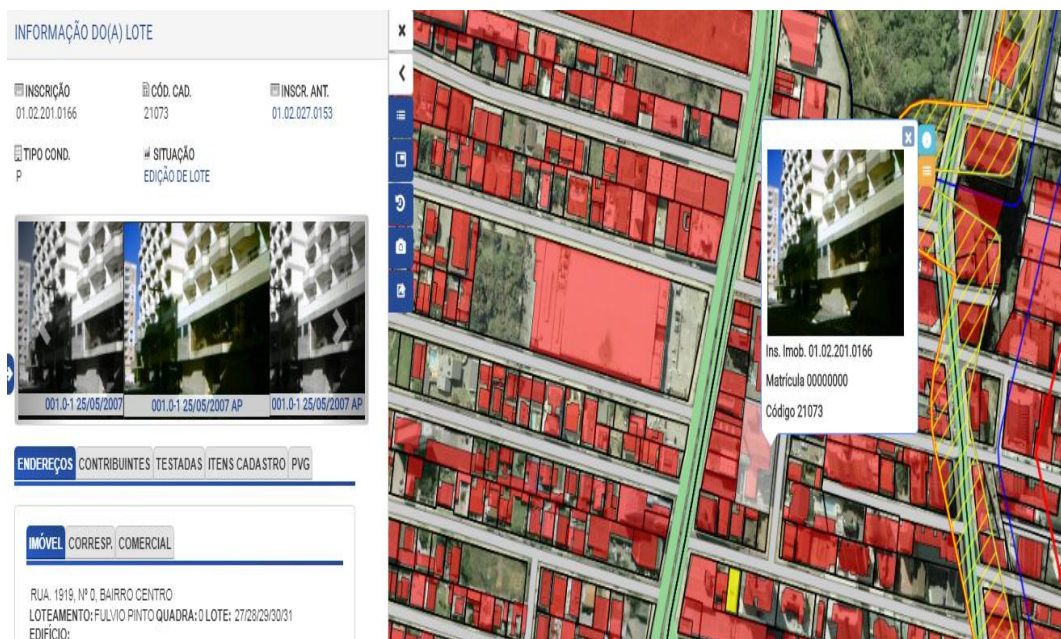 INFORMAÇÃO DO(A) LOTE
INSCRIÇÃO CÓD. CAD. INSCR. ANT.
01.02.201.0166 21073 01.02.027.0153
TIPO COND. SITUAÇÃO
P EDIÇÃO DE LOTE
001.0-1 25/05/2007 001.0-1 25/05/2007 AP 001.0-1 25/05/2007 AP
ENDEREÇOS CONTRIBUINTES TESTADAS ITENS CADASTRO PVG
IMÓVEL CORRESP. COMERCIAL
RUA. 1919, Nº 0, BAIRRO CENTRO
LOTEAMENTO: FULVIO PINTO QUADRA: 0 LOTE: 27/28/29/30/31
EDIFÍCIO:
Ins. Imob. 01.02.201.0166
Matrícula 00000000
Código 21073